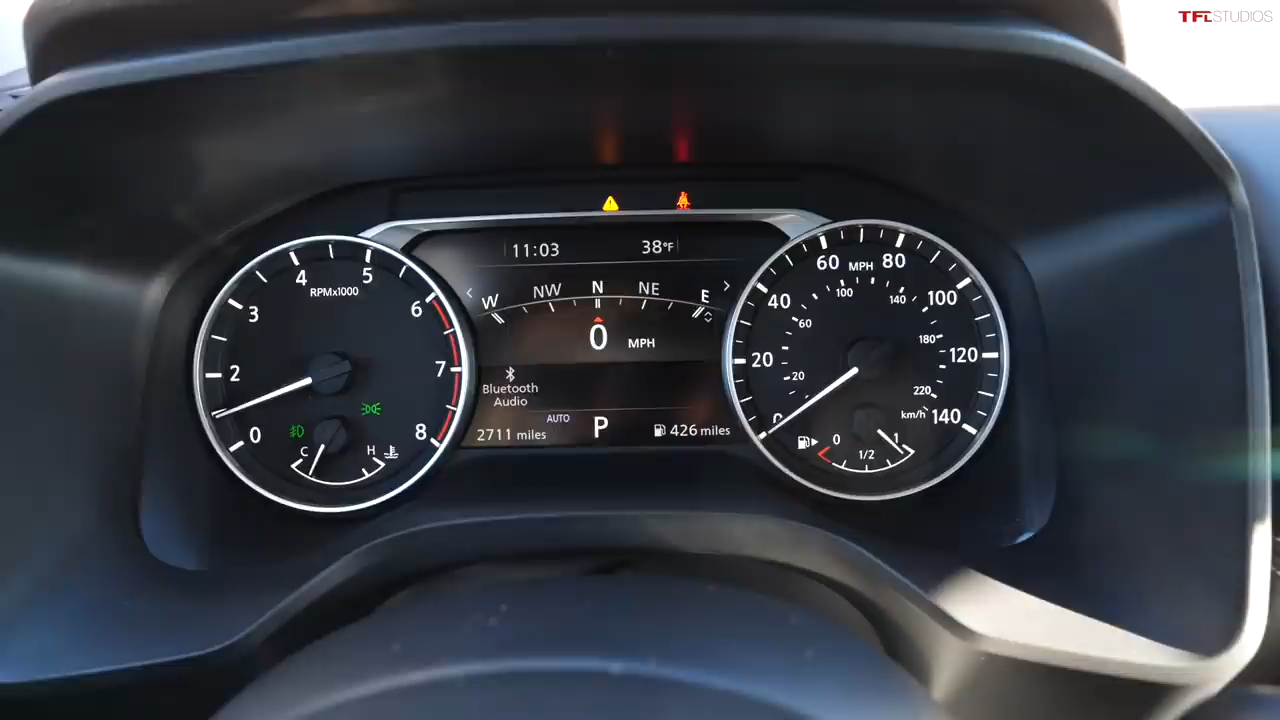 TFLSTUDIOS
11:03 38°F
W NW N NE E
0 MPH
Bluetooth
Audio
AUTO
2711 miles P 426 miles
0
1
2
3
4
5
6
7
8
RPMx1000
C H
0
20
40
60
80
100
120
140
MPH
20
60
100
140
180
220
km/h
0 1/2 1